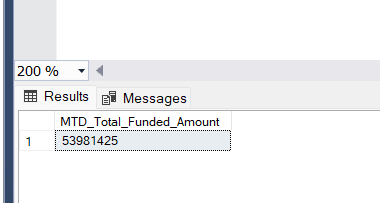 200 %
Results Messages
MTD_Total_Funded_Amount
1 53981425